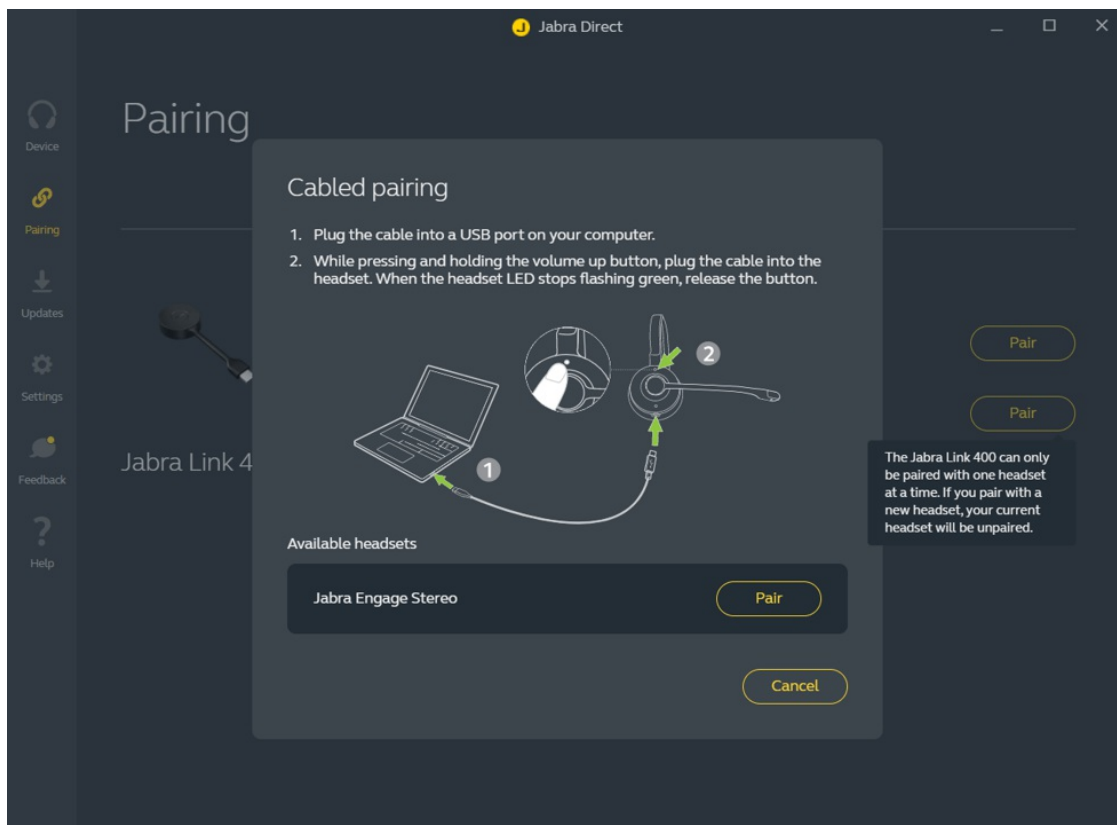 Jabra Direct
Pairing
Device
Pairing
Updates
Settings
Feedback
Help
Cabled pairing
1. Plug the cable into a USB port on your computer.
2. While pressing and holding the volume up button, plug the cable into the
headset. When the headset LED stops flashing green, release the button.
2
1
Available headsets
Jabra Engage Stereo
Pair
Cancel
Jabra Link 4
Pair
Pair
The Jabra Link 400 can only
be paired with one headset
at a time. If you pair with a
new headset, your current
headset will be unpaired.